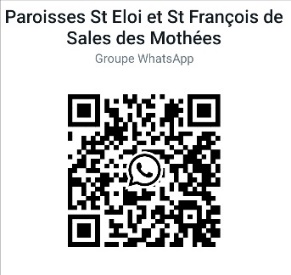 Paroisses St Eloi et St François de
Sales des Mothées
Groupe WhatsApp